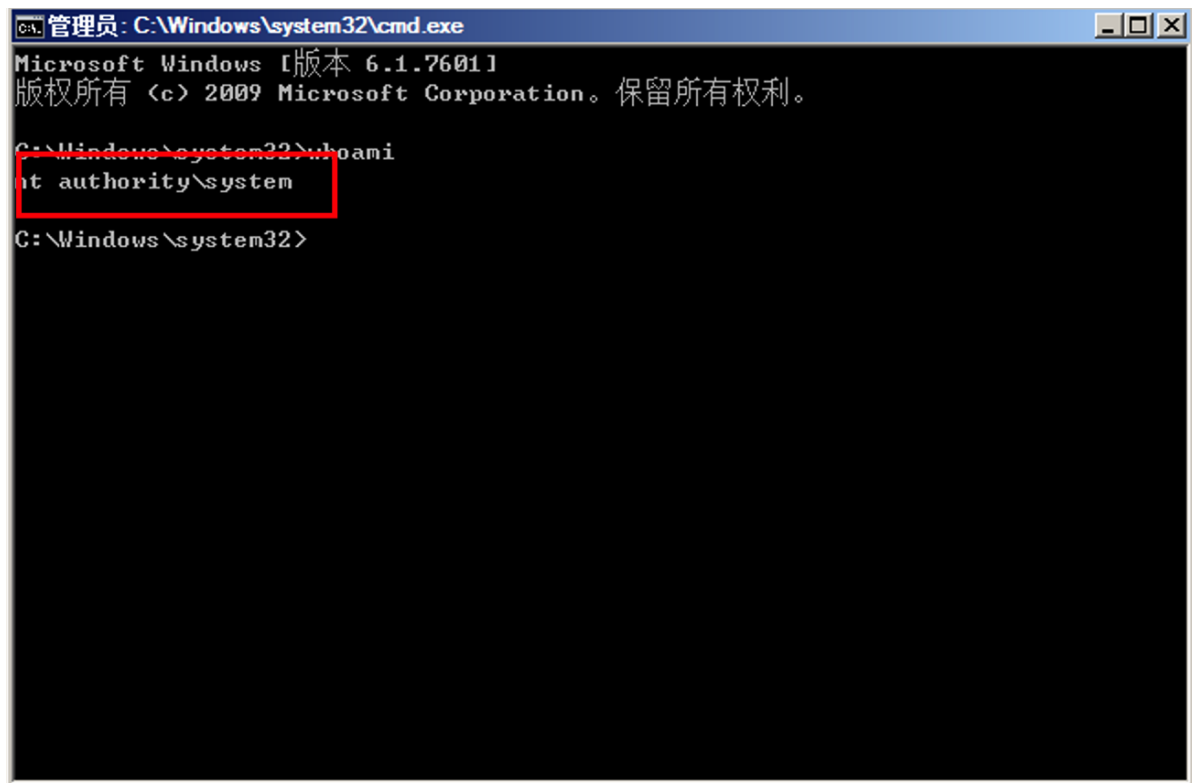 管理员: C:\Windows\system32\cmd.exe
Microsoft Windows [版本 6.1.7601]
版权所有 (c) 2009 Microsoft Corporation。保留所有权利。
C:\Windows\system32>whoami
nt authority\system
C:\Windows\system32>